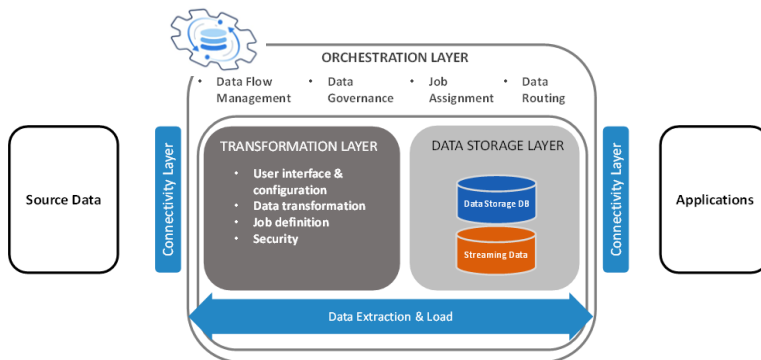 ORCHESTRATION LAYER
• Data Flow
Management
• Data
Governance
• Job
Assignment
• Data
Routing
Source Data
Connectivity Layer
TRANSFORMATION LAYER
• User interface &
configuration
• Data transformation
• Job definition
• Security
DATA STORAGE LAYER
Data Storage DB
Streaming Data
Connectivity Layer
Applications
Data Extraction & Load